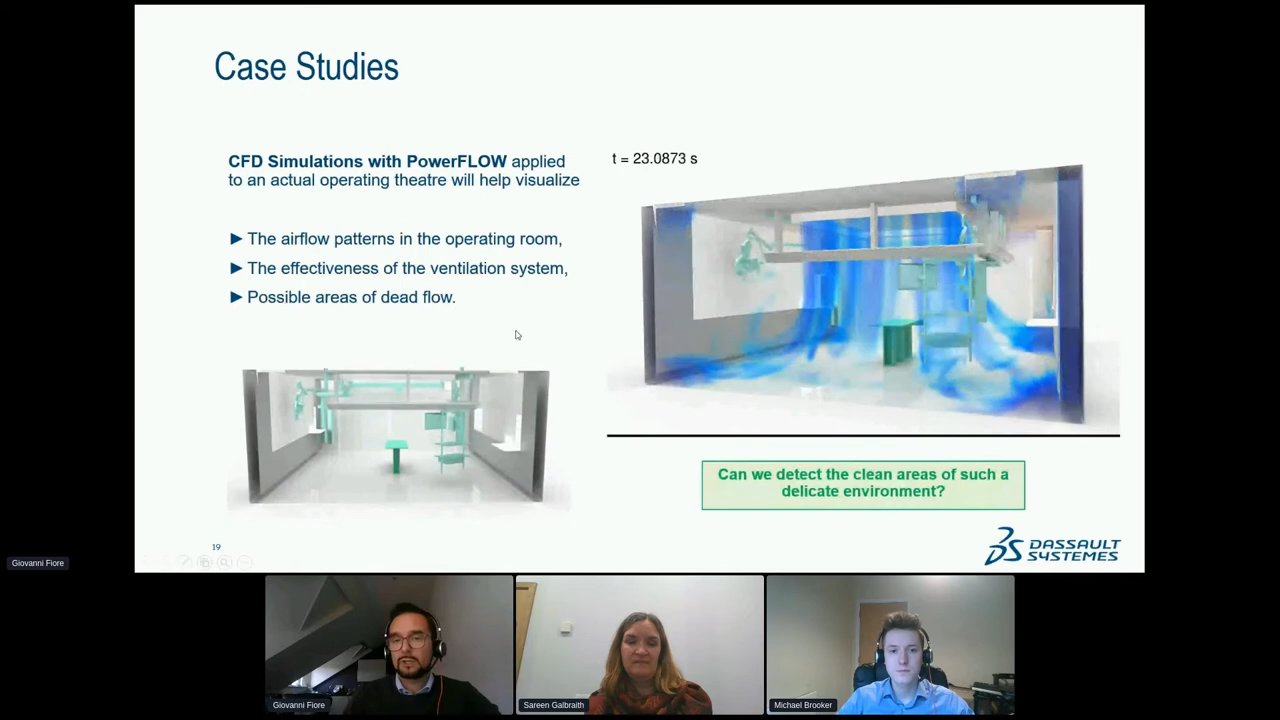 Case Studies
CFD Simulations with PowerFLOW applied
to an actual operating theatre will help visualize
► The airflow patterns in the operating room,
► The effectiveness of the ventilation system,
► Possible areas of dead flow.
t = 23.0873 s
Can we detect the clean areas of such a
delicate environment?
19
DASSAULT
SYSTEMES
Giovanni Fiore
Giovanni Fiore
Sareen Galbraith
Michael Brooker